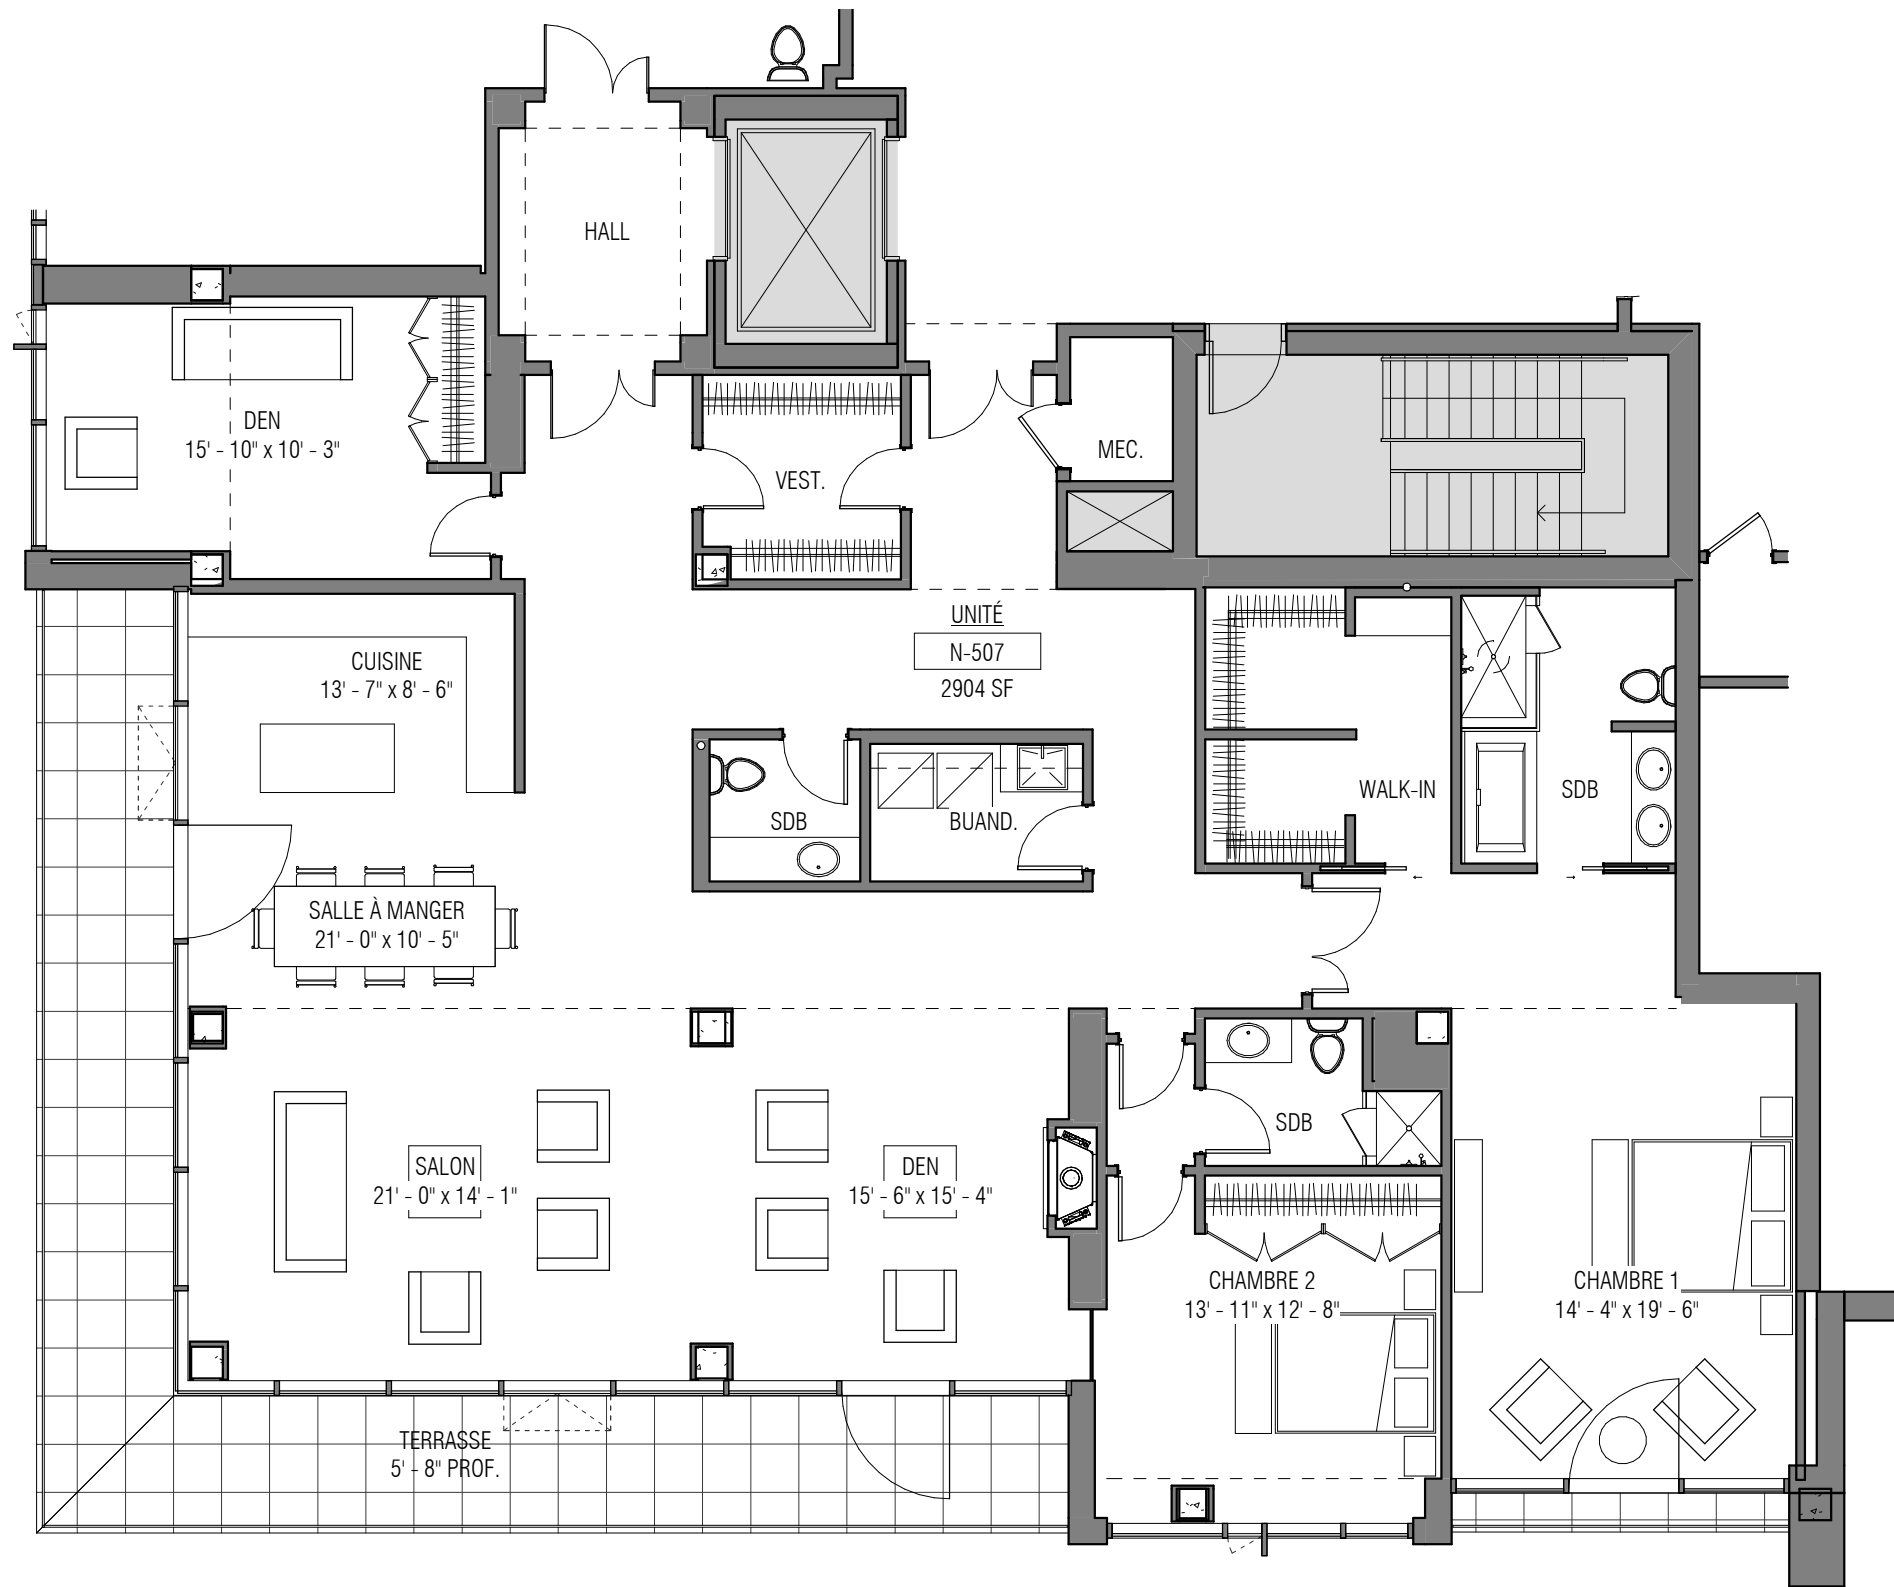 HALL
DEN
15' - 10" x 10' - 3"
VEST.
MEC.
UNITÉ
N-507
2904 SF
CUISINE
13' - 7" x 8' - 6"
SDB
BUAND.
WALK-IN
SDB
SALLE À MANGER
21' - 0" x 10' - 5"
SDB
SALON
21' - 0" x 14' - 1"
DEN
15' - 6" x 15' - 4"
CHAMBRE 2
13' - 11" x 12' - 8"
CHAMBRE 1
14' - 4" x 19' - 6"
TERRASSE
5' - 8" PROF.